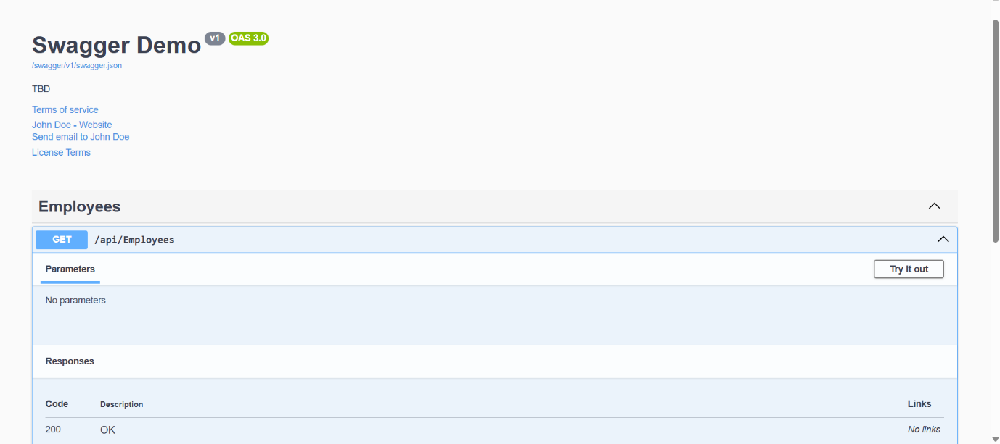 Swagger Demo v1 OAS 3.0
/swagger/v1/swagger.json
TBD
Terms of service
John Doe - Website
Send email to John Doe
License Terms
Employees
GET /api/Employees
Parameters Try it out
No parameters
Responses
Code Description Links
200 OK No links